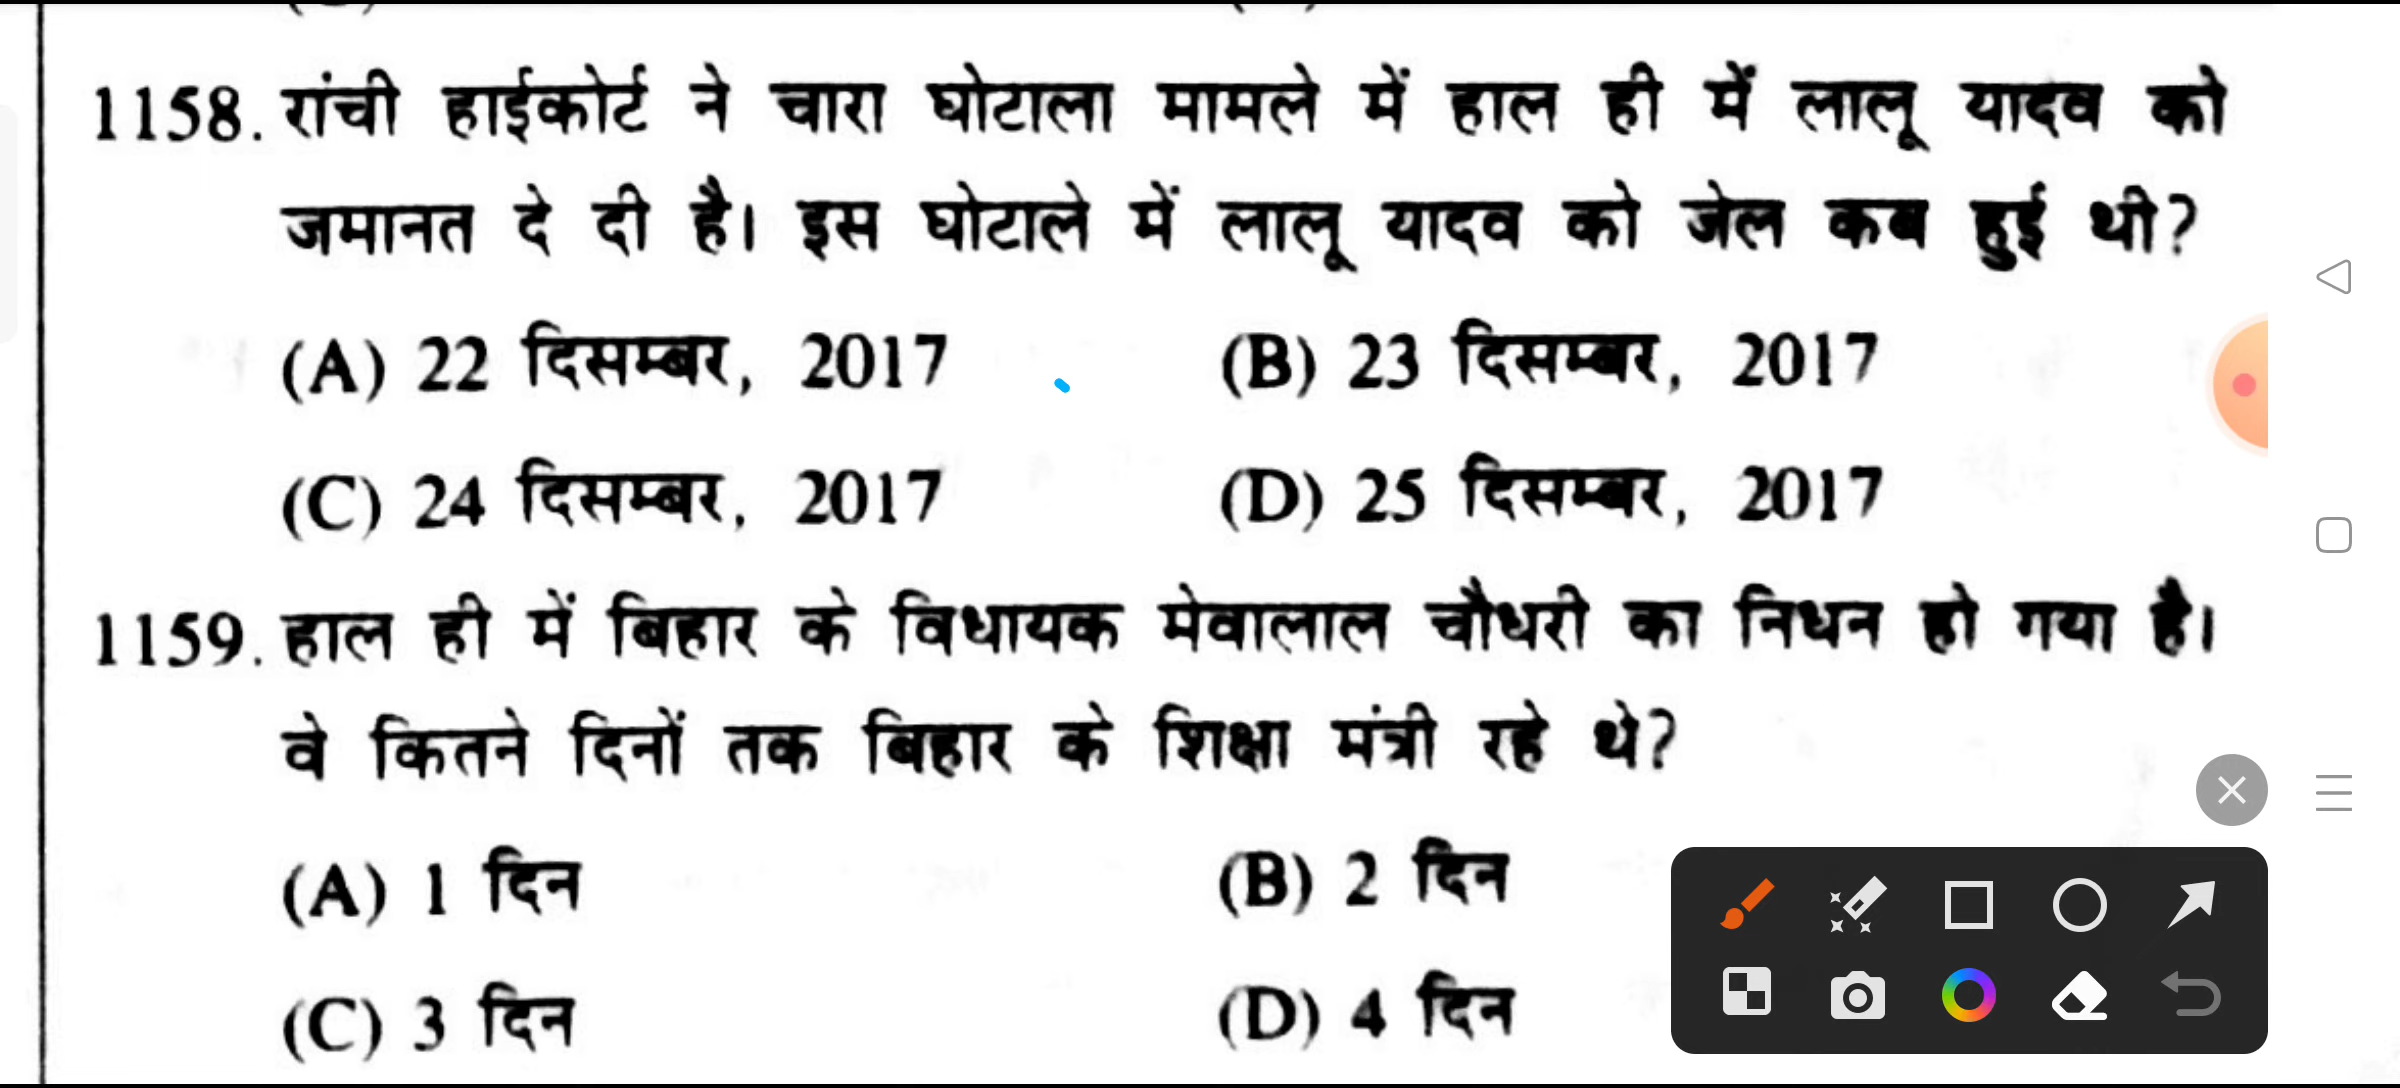 1158. रांची हाईकोर्ट ने चारा घोटाला मामले में हाल ही में लालू यादव को
जमानत दे दी है। इस घोटाले में लालू यादव को जेल कब हुई थी?
(A) 22 दिसम्बर, 2017 (B) 23 दिसम्बर, 2017
(C) 24 दिसम्बर, 2017 (D) 25 दिसम्बर, 2017
1159. हाल ही में बिहार के विधायक मेवालाल चौधरी का निधन हो गया है।
वे कितने दिनों तक बिहार के शिक्षा मंत्री रहे थे?
(A) 1 दिन (B) 2 दिन
(C) 3 दिन (D) 4 दिन